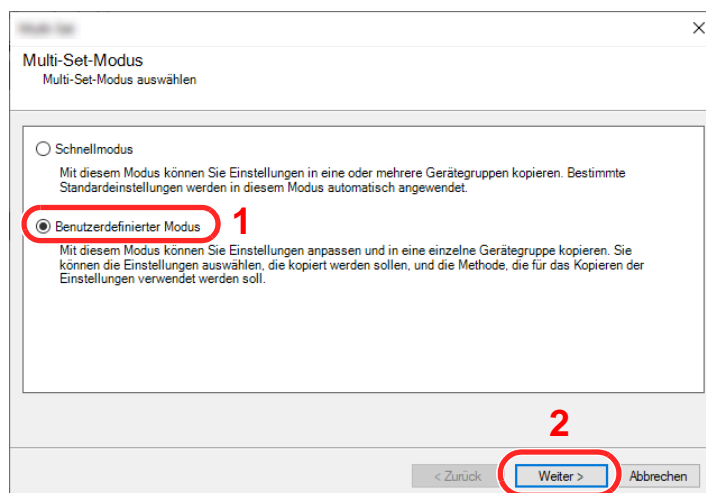 Multi-Set-Modus
Multi-Set-Modus auswählen
Schnellmodus
Mit diesem Modus können Sie Einstellungen in eine oder mehrere Gerätegruppen kopieren. Bestimmte
Standardeinstellungen werden in diesem Modus automatisch angewendet.
Benutzerdefinierter Modus 1
Mit diesem Modus können Sie Einstellungen anpassen und in eine einzelne Gerätegruppe kopieren. Sie
können die Einstellungen auswählen, die kopiert werden sollen, und die Methode, die für das Kopieren der
Einstellungen verwendet werden soll.
2
< Zurück Weiter > Abbrechen